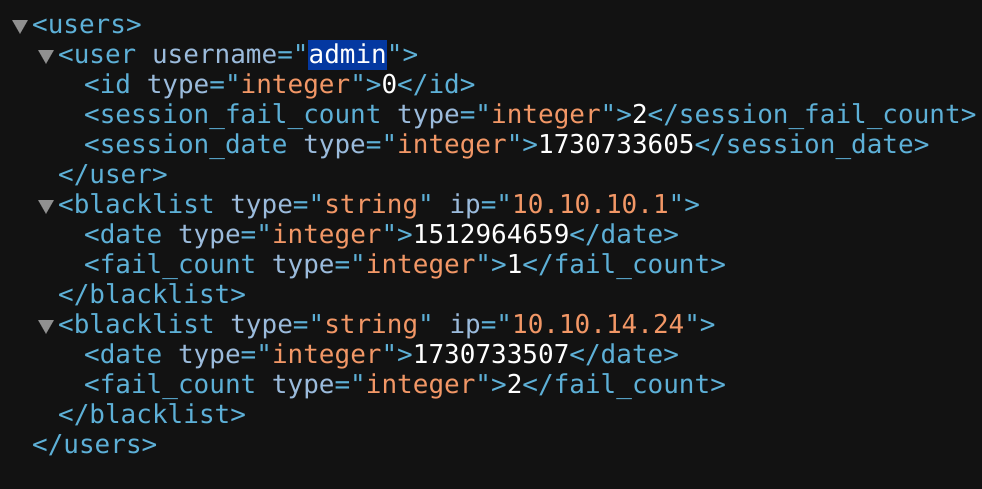 <users>
<user username="admin">
<id type="integer">0</id>
<session_fail_count type="integer">2</session_fail_count>
<session_date type="integer">1730733605</session_date>
</user>
<blacklist type="string" ip="10.10.10.1">
<date type="integer">1512964659</date>
<fail_count type="integer">1</fail_count>
</blacklist>
<blacklist type="string" ip="10.10.14.24">
<date type="integer">1730733507</date>
<fail_count type="integer">2</fail_count>
</blacklist>
</users>